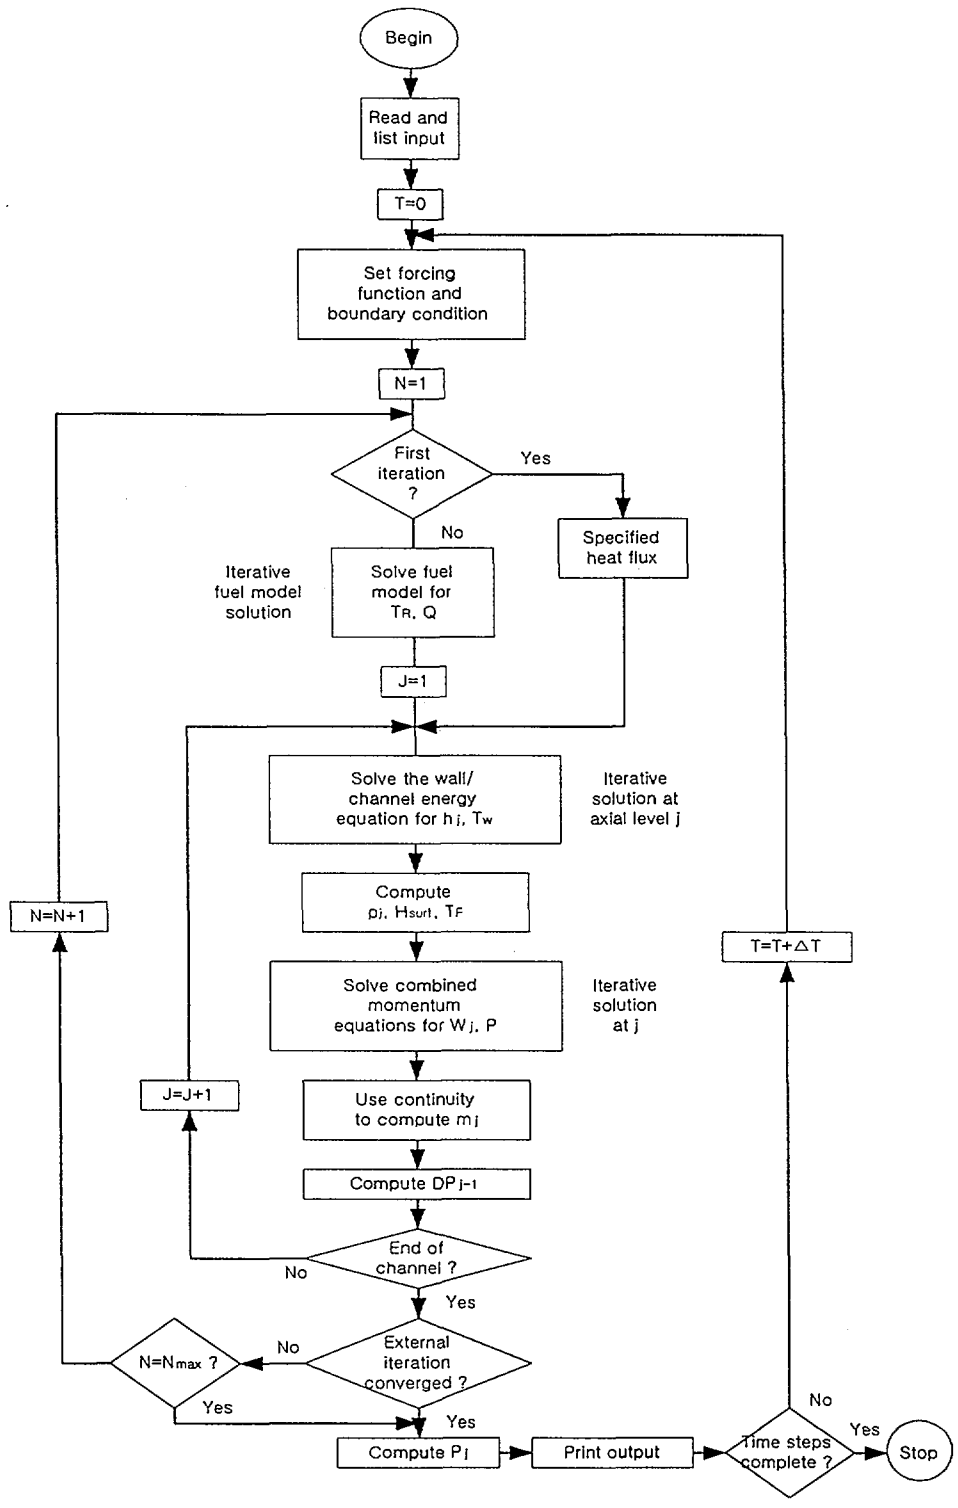 Begin
Read and
list input
T=0
Set forcing
function and
boundary condition
N=1
First
iteration
?
Yes
No
Specified
heat flux
Iterative
fuel model
solution
Solve fuel
model for
TR, Q
J=1
Solve the wall/
channel energy
equation for hj, Tw
Iterative
solution at
axial level j
Compute
ρj, Hsurf, TF
N=N+1
T=T+△T
Solve combined
momentum
equations for Wj, P
Iterative
solution
at j
J=J+1
Use continuity
to compute mj
Compute DPj-1
End of
channel ?
No
Yes
External
iteration
converged ?
No
N=Nmax ?
Yes
Yes
Compute Pj
Print output
Time steps
complete ?
No
Yes
Stop